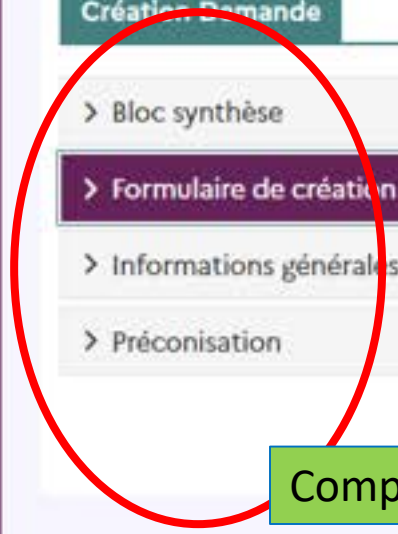 Création Demande
> Bloc synthèse
> Formulaire de création
> Informations générales
> Préconisation
Comp